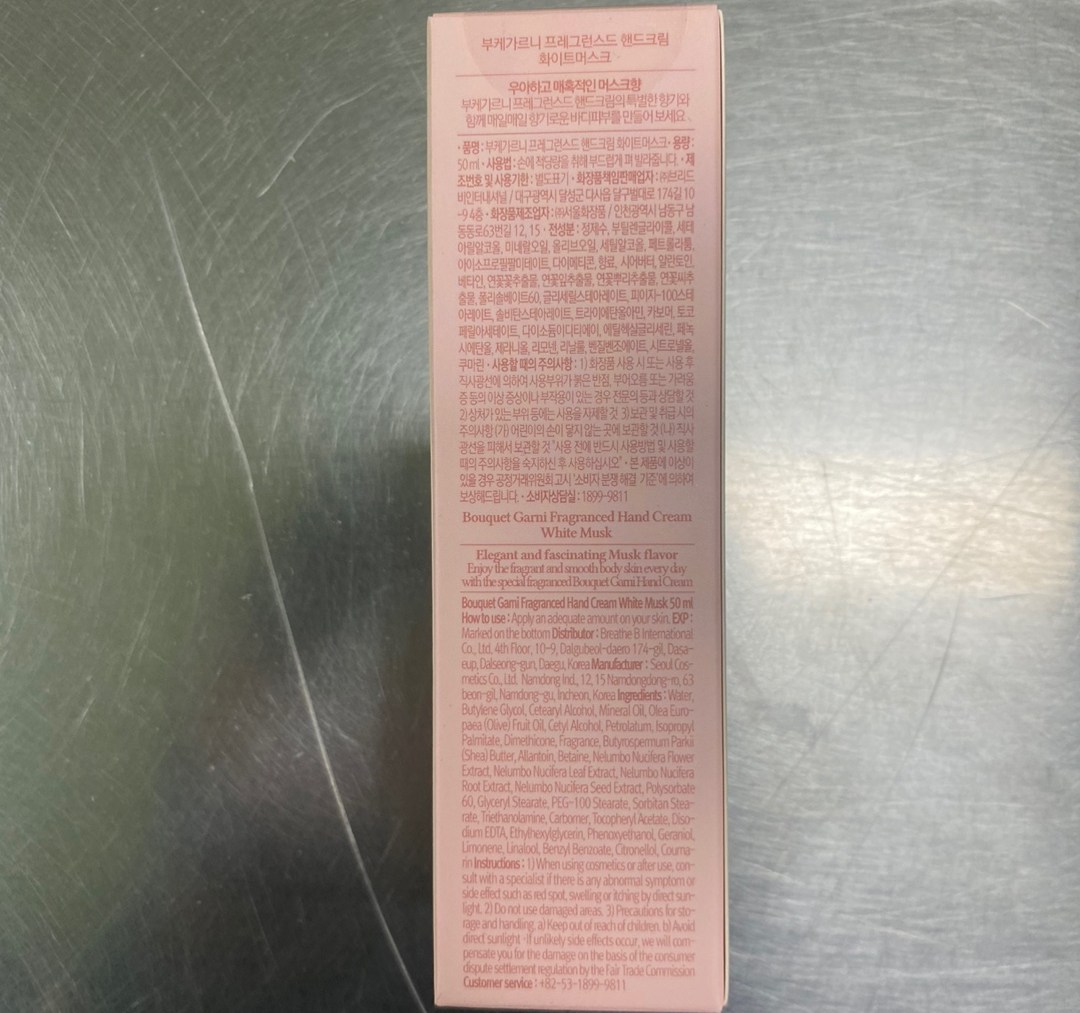 부케가르니 프레그런스드 핸드크림
화이트머스크
우아하고 매혹적인 머스크향
부케가르니 프레그런스드 핸드크림의 특별한 향기와
함께 매일매일 향기로운 바디피부를 만들어 보세요.
· 품명 : 부케가르니 프레그런스드 핸드크림 화이트머스크 · 용량 :
50 ml · 사용법 : 손에 적당량을 취해 부드럽게 펴 발라줍니다. · 제
조번호 및 사용기한 : 별도표기 · 화장품책임판매업자 : ㈜브리드
비인터내셔널 / 대구광역시 달성군 다사읍 달구벌대로 174길 10
-9 4층 · 화장품제조업자 : ㈜서울화장품 / 인천광역시 남동구 남
동동로63번길 12, 15 · 전성분 : 정제수, 부틸렌글라이콜, 세테
아릴알코올, 미네랄오일, 올리브오일, 세틸알코올, 페트롤라툼,
아이소프로필팔미테이트, 다이메티콘, 향료, 시어버터, 알란토인,
베타인, 연꽃꽃추출물, 연꽃잎추출물, 연꽃뿌리추출물, 연꽃씨추
출물, 폴리솔베이트60, 글리세릴스테아레이트, 피이지-100스테
아레이트, 솔비탄스테아레이트, 트라이에탄올아민, 카보머, 토코
페릴아세테이트, 다이소듐이디티에이, 에틸헥실글리세린, 페녹
시에탄올, 제라니올, 리모넨, 리날룰, 벤질벤조에이트, 시트로넬올,
쿠마린 · 사용할 때의 주의사항 : 1) 화장품 사용 시 또는 사용 후
직사광선에 의하여 사용부위가 붉은 반점, 부어오름 또는 가려움
증 등의 이상 증상이나 부작용이 있는 경우 전문의 등과 상담할 것
2) 상처가 있는 부위 등에는 사용을 자제할 것 3) 보관 및 취급 시의
주의사항 (가) 어린이의 손이 닿지 않는 곳에 보관할 것 (나) 직사
광선을 피해서 보관할 것 "사용 전에 반드시 사용방법 및 사용할
때의 주의사항을 숙지하신 후 사용하십시오" · 본 제품에 이상이
있을 경우 공정거래위원회 고시 '소비자 분쟁 해결 기준'에 의하여
보상해드립니다. · 소비자상담실 : 1899-9811
Bouquet Garni Fragranced Hand Cream
White Musk
Elegant and fascinating Musk flavor
Enjoy the fragrant and smooth body skin every day
with the special fragranced Bouquet Garni Hand Cream
Bouquet Garni Fragranced Hand Cream White Musk 50 ml
How to use : Apply an adequate amount on your skin. EXP :
Marked on the bottom Distributor : Breathe B International
Co., Ltd, 4th Floor, 10-9, Dalgubeol-daero 174-gil, Dasa-
eup, Dalseong-gun, Daegu, Korea Manufacturer : Seoul Cos-
metics Co., Ltd. Namdong Ind., 12, 15 Namdongdong-ro, 63
beon-gil, Namdong-gu, Incheon, Korea Ingredients : Water,
Butylene Glycol, Cetearyl Alcohol, Mineral Oil, Olea Euro-
paea (Olive) Fruit Oil, Cetyl Alcohol, Petrolatum, Isopropyl
Palmitate, Dimethicone, Fragrance, Butyrospermum Parkii
(Shea) Butter, Allantoin, Betaine, Nelumbo Nucifera Flower
Extract, Nelumbo Nucifera Leaf Extract, Nelumbo Nucifera
Root Extract, Nelumbo Nucifera Seed Extract, Polysorbate
60, Glyceryl Stearate, PEG-100 Stearate, Sorbitan Stea-
rate, Triethanolamine, Carbomer, Tocopheryl Acetate, Diso-
dium EDTA, Ethylhexylglycerin, Phenoxyethanol, Geraniol,
Limonene, Linalool, Benzyl Benzoate, Citronellol, Couma-
rin Instructions : 1) When using cosmetics or after use, con-
sult with a specialist if there is any abnormal symptom or
side effect such as red spot, swelling or itching by direct sun-
light. 2) Do not use damaged areas. 3) Precautions for sto-
rage and handling. a) Keep out of reach of children. b) Avoid
direct sunlight · If unlikely side effects occur, we will com-
pensate you for the damage on the basis of the consumer
dispute settlement regulation by the Fair Trade Commission
Customer service : +82-53-1899-9811